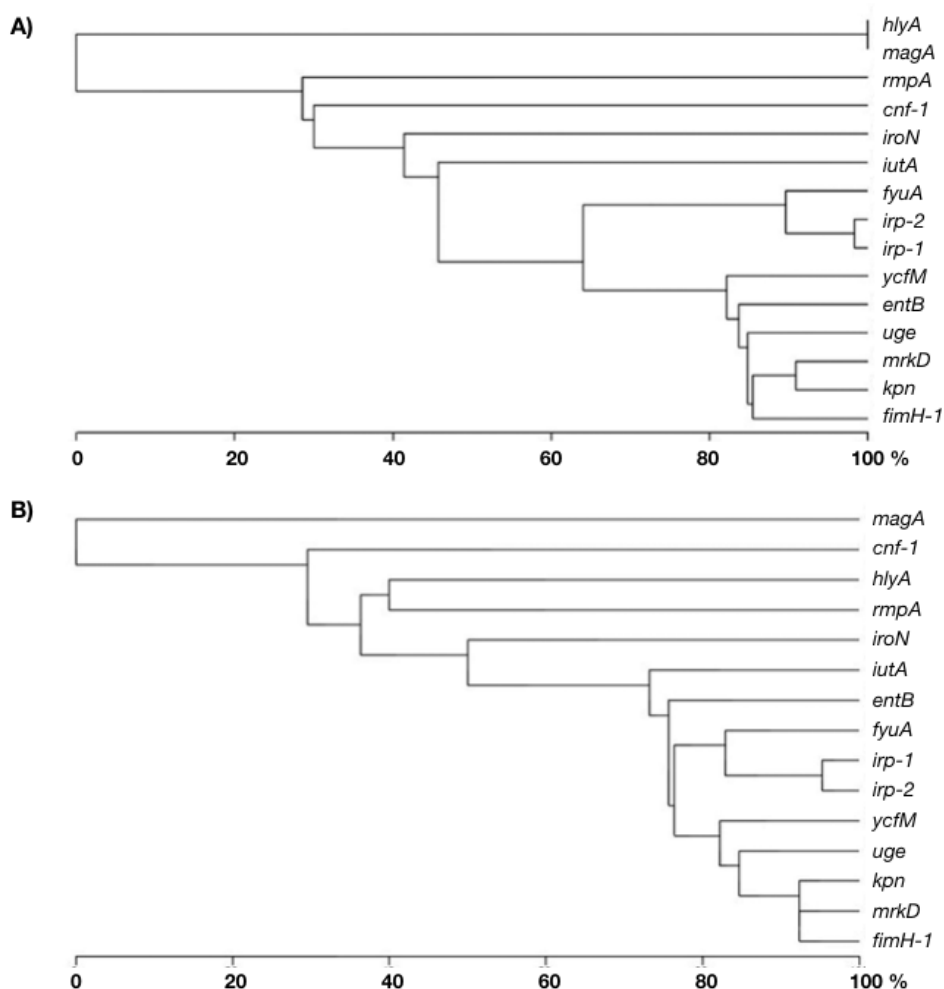 A)
hlyA
magA
rmpA
cnf-1
iroN
iutA
fyuA
irp-2
irp-1
ycfM
entB
uge
mrkD
kpn
fimH-1
0 20 40 60 80 100 %
B)
magA
cnf-1
hlyA
rmpA
iroN
iutA
entB
fyuA
irp-1
irp-2
ycfM
uge
kpn
mrkD
fimH-1
0 20 40 60 80 100 %